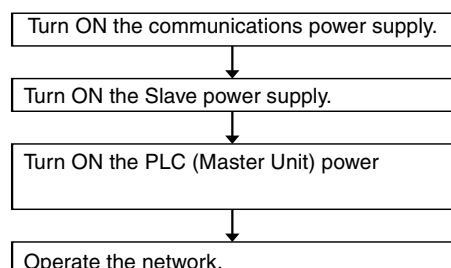 Turn ON the communications power supply.
Turn ON the Slave power supply.
Turn ON the PLC (Master Unit) power
Operate the network.